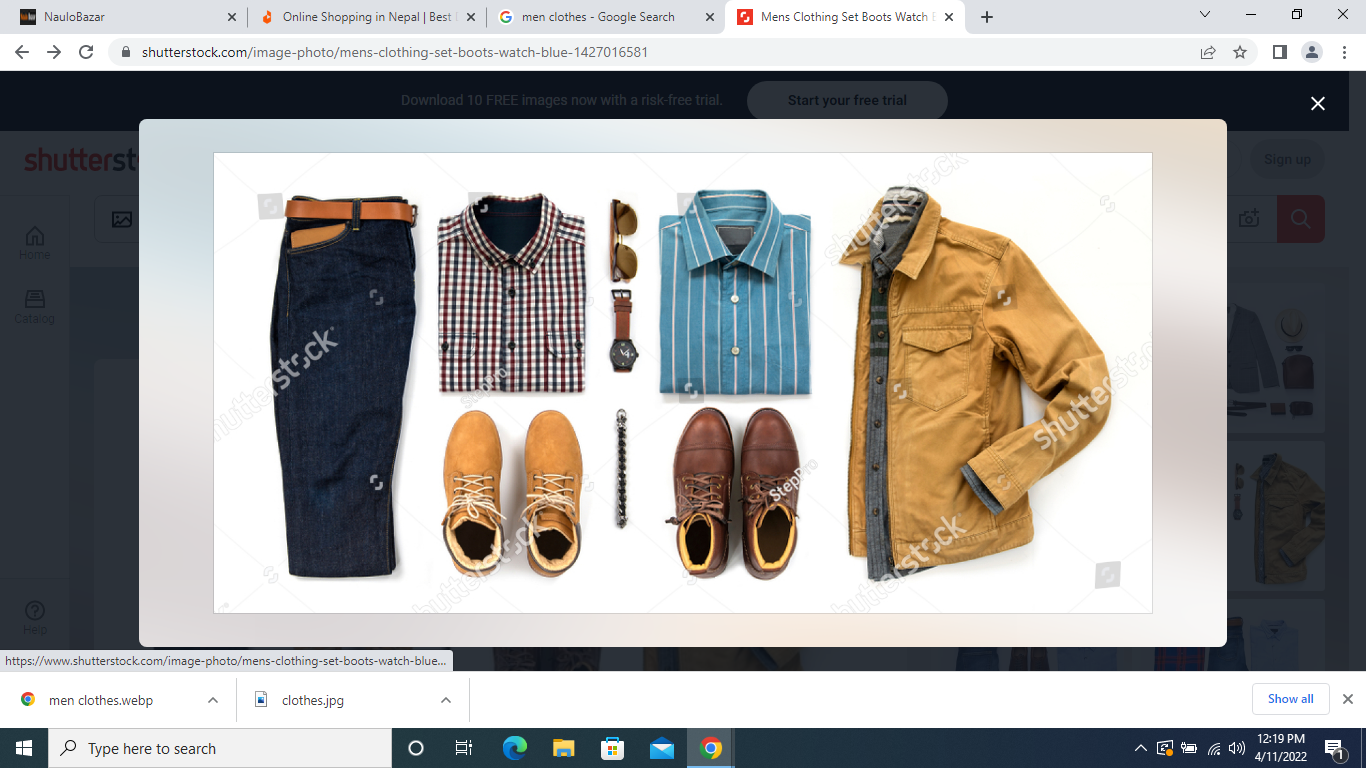 NauloBazar
Online Shopping in Nepal | Best
men clothes - Google Search
Mens Clothing Set Boots Watch
shutterstock.com/image-photo/mens-clothing-set-boots-watch-blue-1427016581
Download 10 FREE images now with a risk-free trial.
Start your free trial
shutterst
Sign up
Home
Catalog
Help
shutterstock
shutterstock
shutterstock
shutterst
shutterstock
StepPro
StepPro
shutterstock
https://www.shutterstock.com/image-photo/mens-clothing-set-boots-watch-blue...
men clothes.webp
clothes.jpg
Show all
Type here to search
12:19 PM
4/11/2022
1